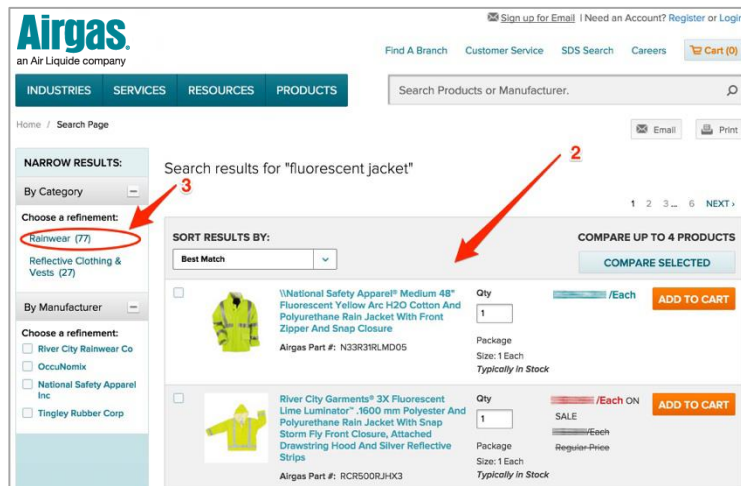 Sign up for Email | Need an Account? Register or Login
Airgas.
an Air Liquide company
Find A Branch Customer Service SDS Search Careers Cart (0)
INDUSTRIES SERVICES RESOURCES PRODUCTS
Search Products or Manufacturer.
Home / Search Page
Email Print
NARROW RESULTS:
By Category
Choose a refinement:
Rainwear (77)
Reflective Clothing &
Vests (27)
By Manufacturer
Choose a refinement:
River City Rainwear Co
OccuNomix
National Safety Apparel
Inc
Tingley Rubber Corp
Search results for "fluorescent jacket"
2
3
1 2 3... 6 NEXT ›
SORT RESULTS BY:
Best Match
COMPARE UP TO 4 PRODUCTS
COMPARE SELECTED
\\National Safety Apparel® Medium 48"
Fluorescent Yellow Arc H2O Cotton And
Polyurethane Rain Jacket With Front
Zipper And Snap Closure
Airgas Part #: N33R31RLMD05
Qty
1
Package
Size: 1 Each
Typically in Stock
/Each
ADD TO CART
River City Garments® 3X Fluorescent
Lime Luminator™ .1600 mm Polyester And
Polyurethane Rain Jacket With Snap
Storm Fly Front Closure, Attached
Drawstring Hood And Silver Reflective
Strips
Airgas Part #: RCR500RJHX3
Qty
1
Package
Size: 1 Each
Typically in Stock
/Each ON
SALE
/Each
Regular Price
ADD TO CART